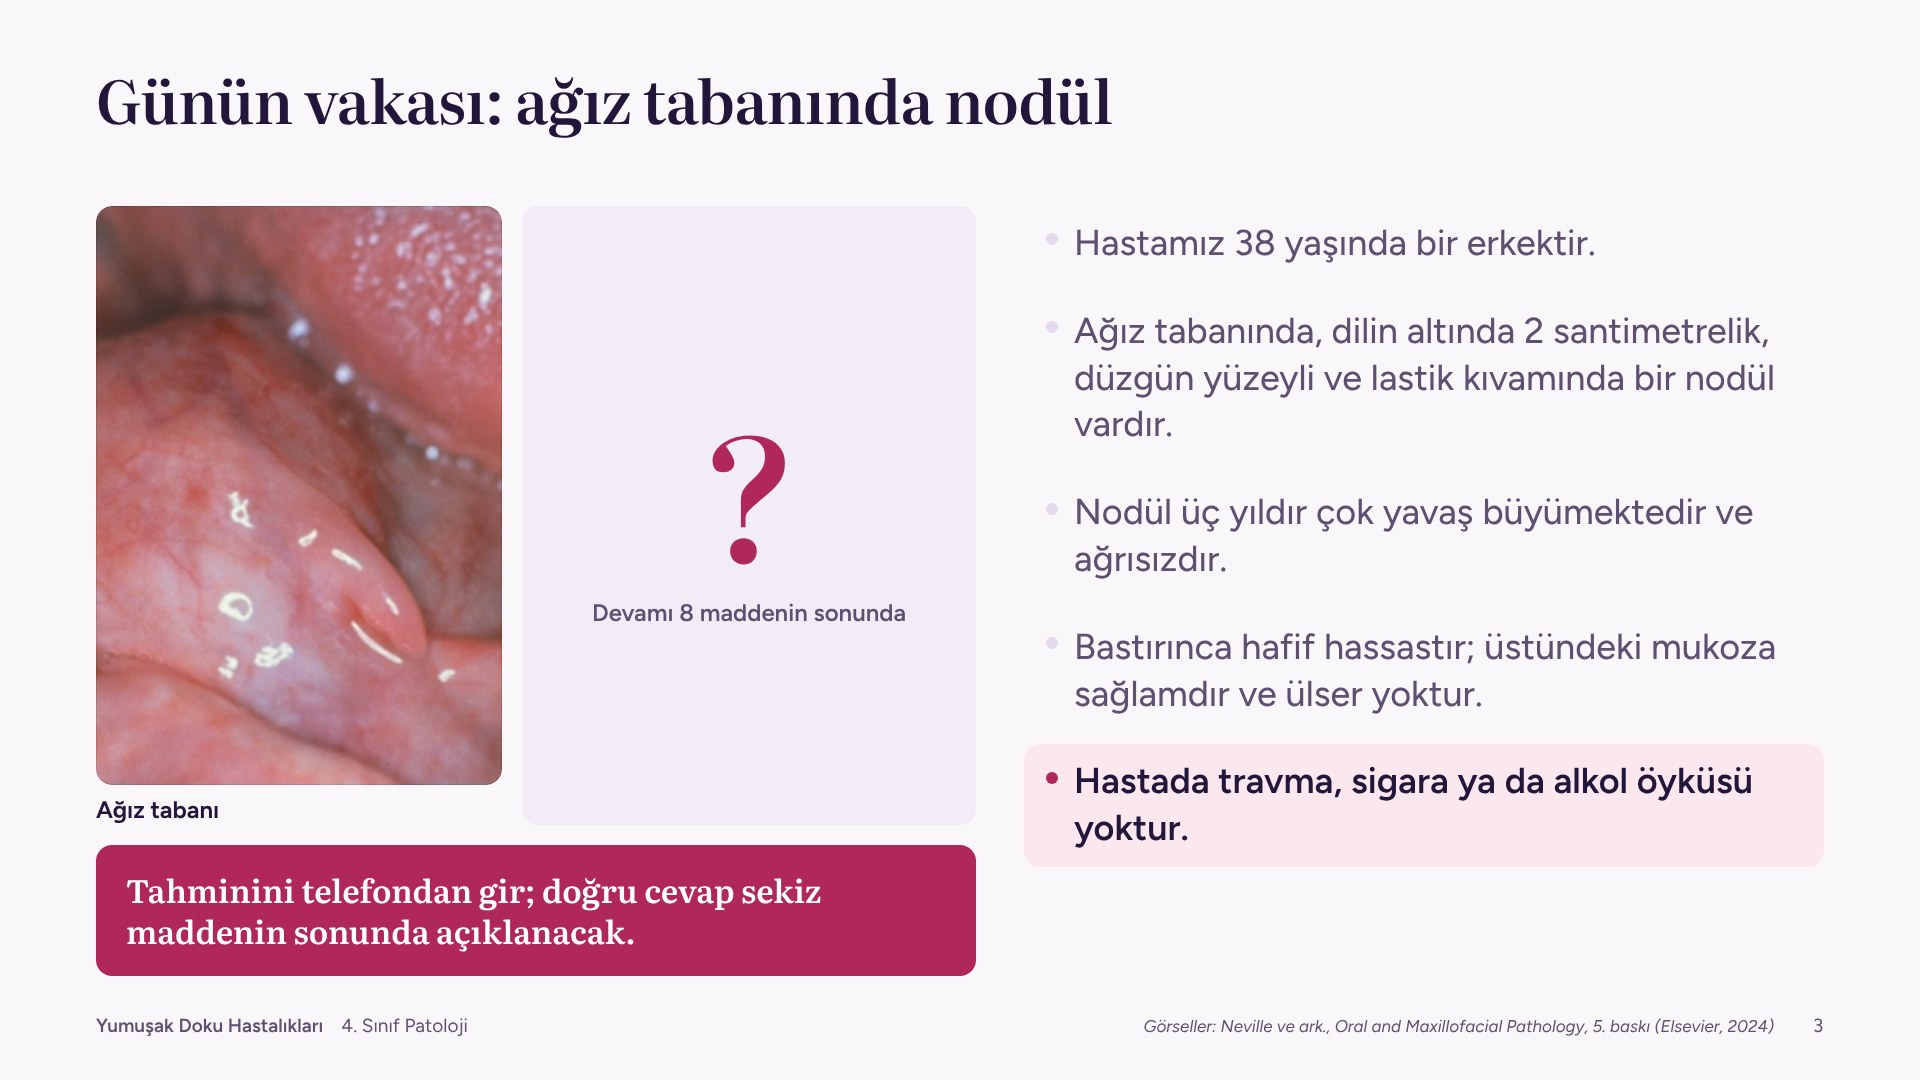 Günün vakası: ağız tabanında nodül
Ağız tabanı
?
Devamı 8 maddenin sonunda
Tahminini telefondan gir; doğru cevap sekiz
maddenin sonunda açıklanacak.
Hastamız 38 yaşında bir erkektir.
Ağız tabanında, dilin altında 2 santimetrelik,
düzgün yüzeyli ve lastik kıvamında bir nodül
vardır.
Nodül üç yıldır çok yavaş büyümektedir ve
ağrısızdır.
Bastırınca hafif hassastır; üstündeki mukoza
sağlamdır ve ülser yoktur.
Hastada travma, sigara ya da alkol öyküsü
yoktur.
Yumuşak Doku Hastalıkları 4. Sınıf Patoloji
Görseller: Neville ve ark., Oral and Maxillofacial Pathology, 5. baskı (Elsevier, 2024) 3